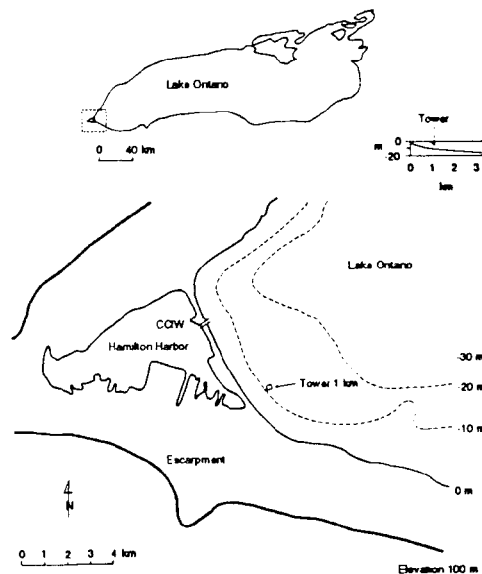 Lake Ontario
0 40 km
Tower
m
0
-20
0 1 2 3
km
Lake Ontario
CCIW
Hamilton Harbor
-30 m
Tower 1 km
-20 m
-10 m
Escarpment
0 m
N
0 1 2 3 4 km
Elevation 100 m